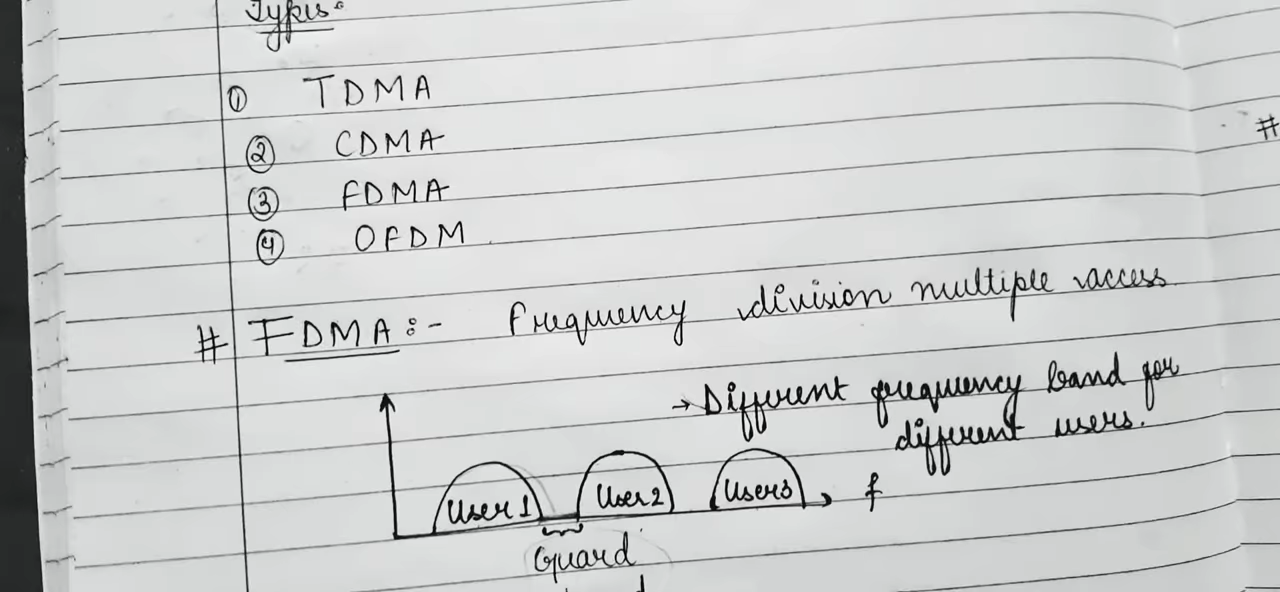 Types:
① TDMA
② CDMA
③ FDMA
④ OFDM.
# FDMA:- Frequency division multiple access
→ Different frequency band for
different users.
User 1 User 2 User3 f
Guard
#